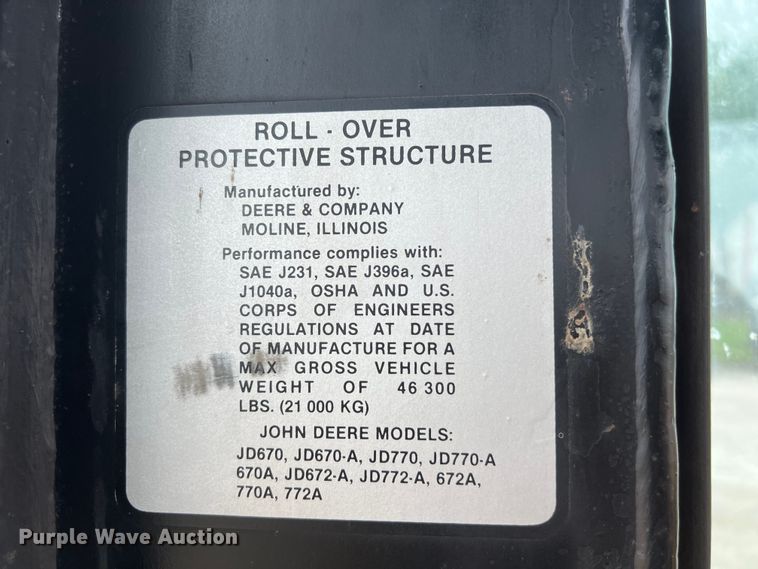 ROLL - OVER
PROTECTIVE STRUCTURE
Manufactured by:
DEERE & COMPANY
MOLINE, ILLINOIS
Performance complies with:
SAE J231, SAE J396a, SAE
J1040a, OSHA AND U.S.
CORPS OF ENGINEERS
REGULATIONS AT DATE
OF MANUFACTURE FOR A
MAX GROSS VEHICLE
WEIGHT OF 46 300
LBS. (21 000 KG)
JOHN DEERE MODELS:
JD670, JD670-A, JD770, JD770-A
670A, JD672-A, JD772-A, 672A,
770A, 772A
Purple Wave Auction